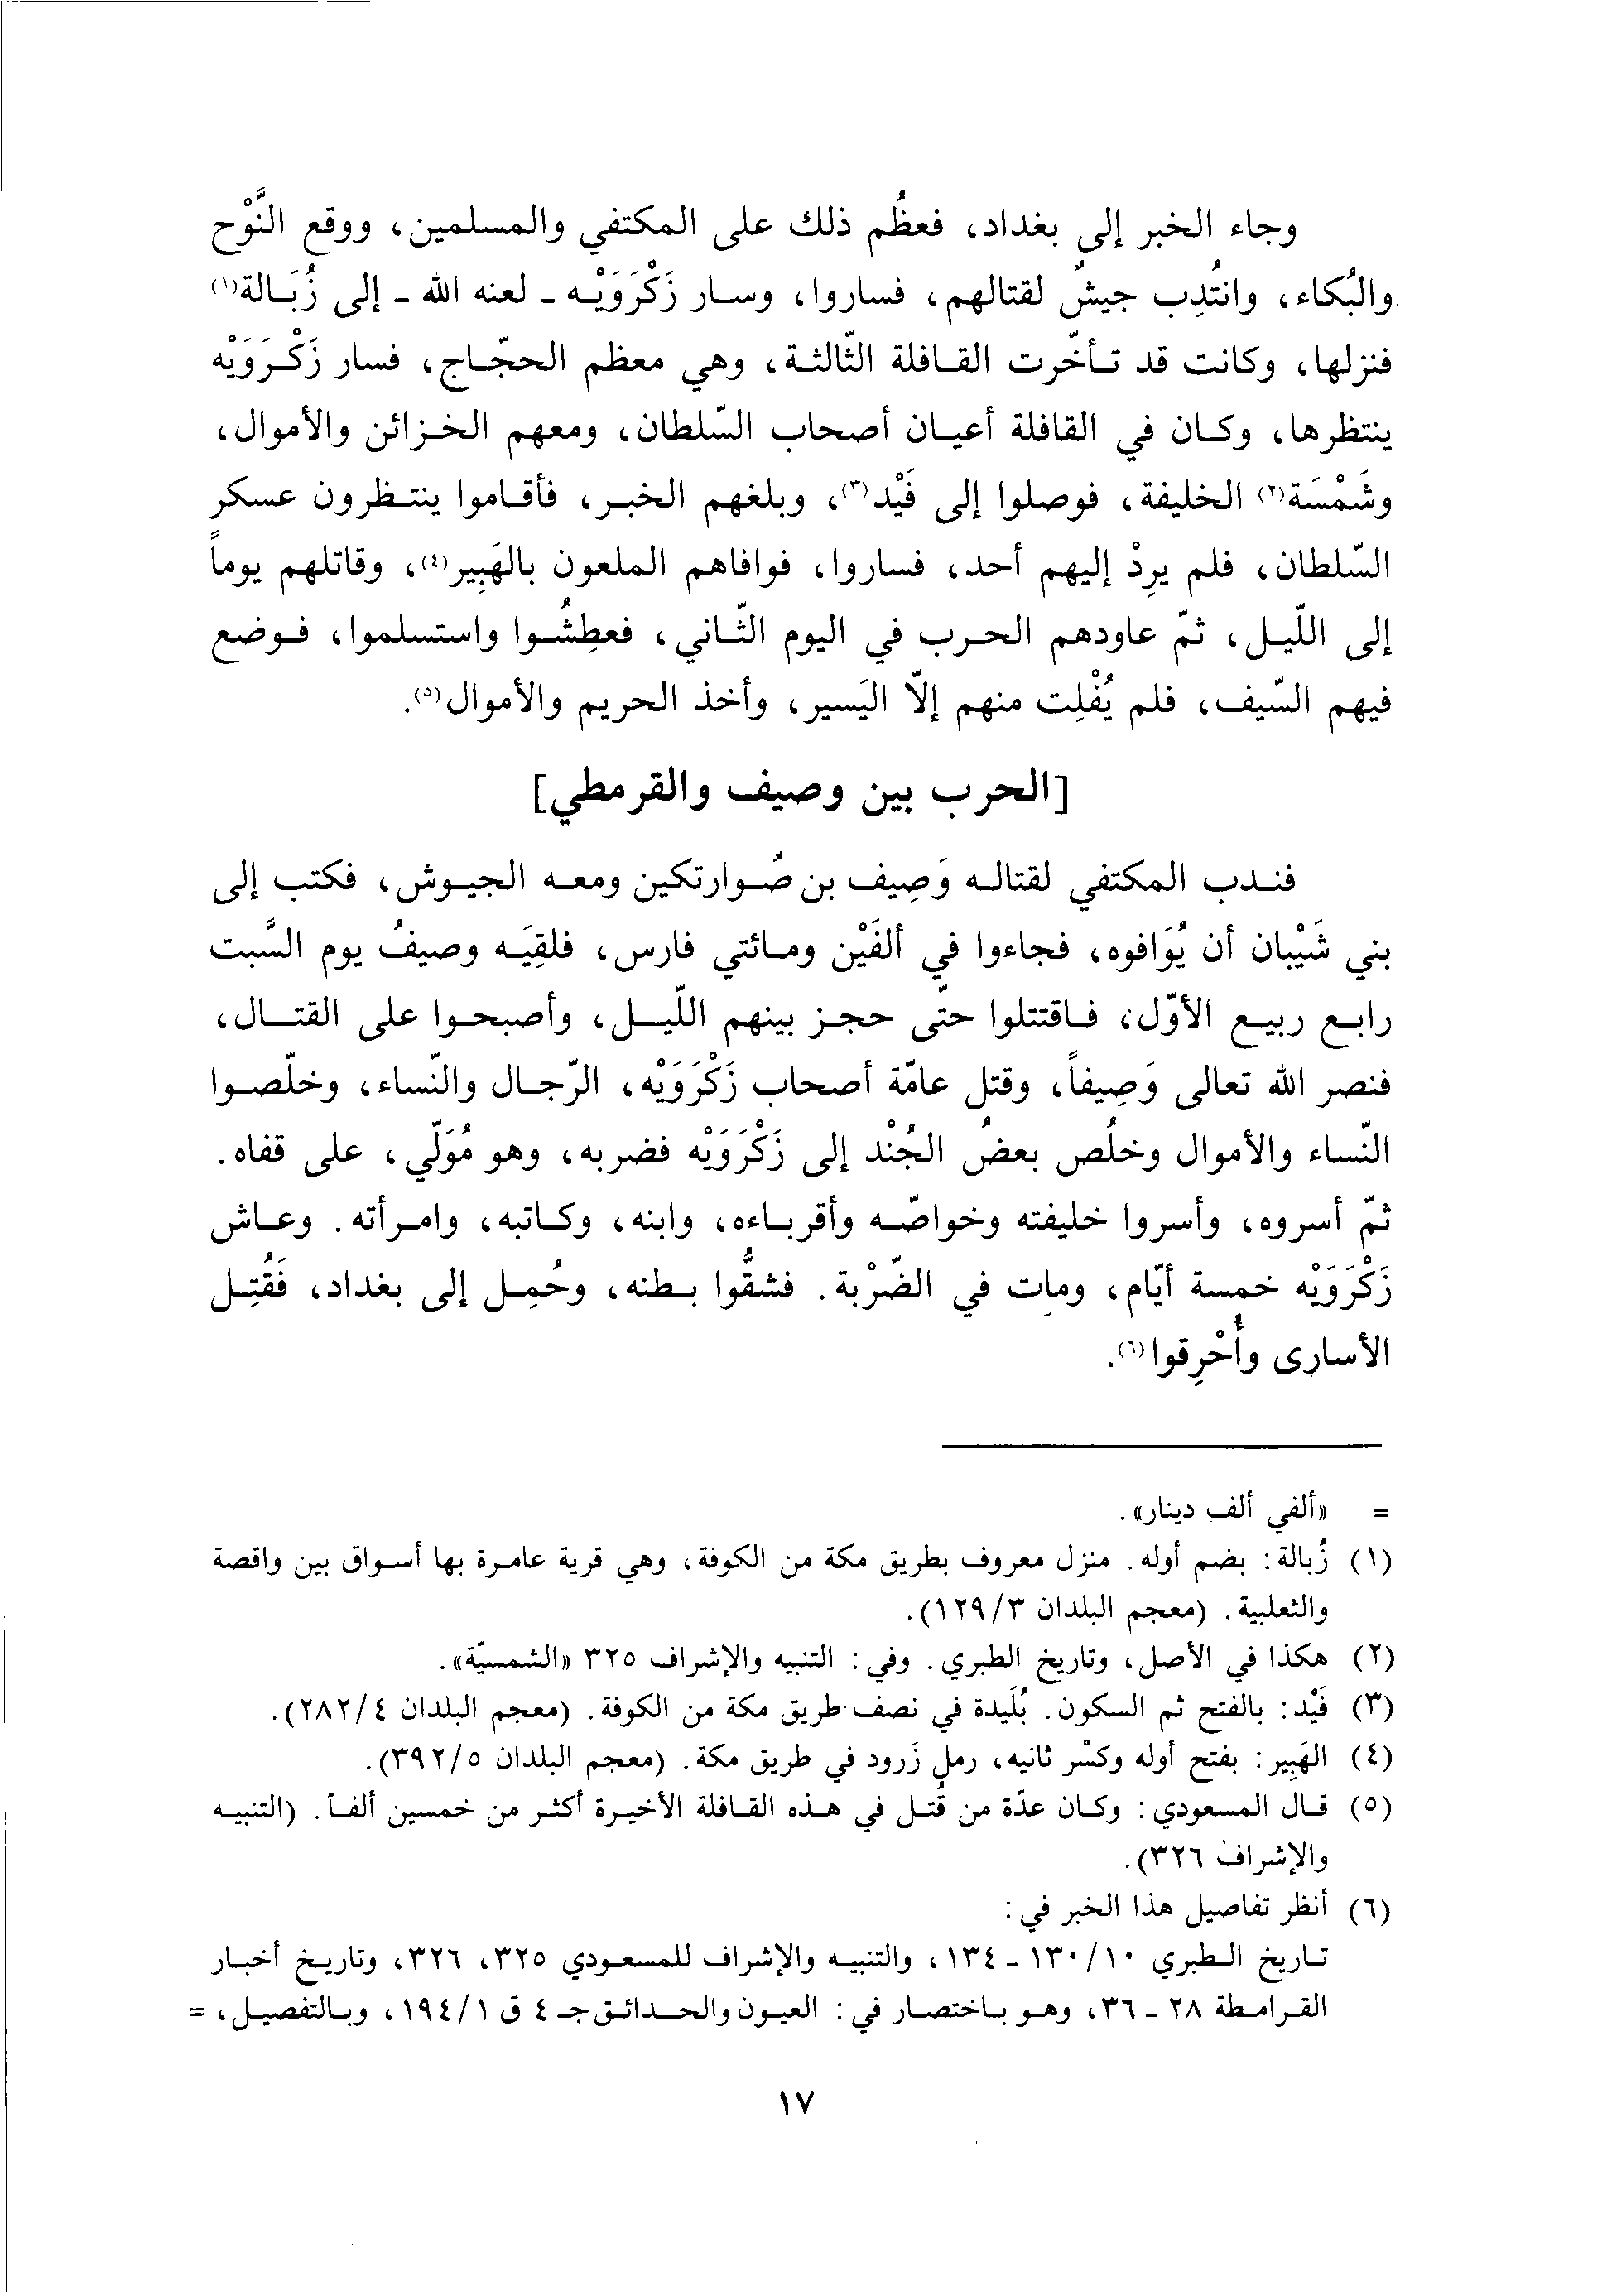 وجاء الخبر إلى بغداد، فعظُم ذلك على المكتفي والمسلمين، ووقع النَّوْح
والبُكاء، وانتُدِب جيشٌ لقتالهم، فساروا، وسار زَكْرَوَيْه - لعنه الله - إلى زُبَالة(١)
فنزلها، وكانت قد تأخّرت القافلة الثّالثة، وهي معظم الحجّاج، فسار زَكْرَوَيْه
ينتظرها، وكان في القافلة أعيان أصحاب السّلطان، ومعهم الخزائن والأموال،
وشَمْسَة(٢) الخليفة، فوصلوا إلى فَيْد(٣)، وبلغهم الخبر، فأقاموا ينتظرون عسكر
السّلطان، فلم يرِدْ إليهم أحد، فساروا، فوافاهم الملعون بالهَبِير(٤)، وقاتلهم يوماً
إلى اللّيل، ثمّ عاودهم الحرب في اليوم الثّاني، فعطِشُوا واستسلموا، فوضع
فيهم السّيف، فلم يُفْلِت منهم إلّا اليَسير، وأخذ الحريم والأموال(٥).
[الحرب بين وصيف والقرمطي]
فندب المكتفي لقتاله وَصِيف بن صُوارتكين ومعه الجيوش، فكتب إلى
بني شَيْبان أن يُوَافوه، فجاءوا في ألفَيْن ومائتي فارس، فلقِيَه وصيفُ يوم السَّبت
رابع ربيع الأوّل، فاقتتلوا حتّى حجز بينهم اللّيل، وأصبحوا على القتال،
فنصر الله تعالى وَصِيفاً، وقتل عامّة أصحاب زَكْرَوَيْه، الرّجال والنّساء، وخلّصوا
النّساء والأموال وخلُص بعضُ الجُنْد إلى زَكْرَوَيْه فضربه، وهو مُوَلّي، على قفاه.
ثمّ أسروه، وأسروا خليفته وخواصّه وأقرباءه، وابنه، وكاتبه، وامرأته. وعاش
زَكْرَوَيْه خمسة أيّام، ومات في الضّرْبة. فشقُّوا بطنه، وحُمِل إلى بغداد، فَقُتِل
الأسارى وأُحْرِقوا(٦).
= «ألفي ألف دينار».
(١) زُبالة: بضم أوله. منزل معروف بطريق مكة من الكوفة، وهي قرية عامرة بها أسواق بين واقصة
والثعلبية. (معجم البلدان ٣/١٢٩).
(٢) هكذا في الأصل، وتاريخ الطبري. وفي: التنبيه والإشراف ٣٢٥ «الشمسيّة».
(٣) فَيْد: بالفتح ثم السكون. بُلَيدة في نصف طريق مكة من الكوفة. (معجم البلدان ٤/٢٨٢).
(٤) الهَبِير: بفتح أوله وكسْر ثانيه، رمل زَرود في طريق مكة. (معجم البلدان ٥/٣٩٢).
(٥) قال المسعودي: وكان عدّة من قُتل في هذه القافلة الأخيرة أكثر من خمسين ألفاً. (التنبيه
والإشراف ٣٢٦).
(٦) أنظر تفاصيل هذا الخبر في:
تاريخ الطبري ١٠/١٣٠ - ١٣٤، والتنبيه والإشراف للمسعودي ٣٢٥، ٣٢٦، وتاريخ أخبار
القرامطة ٢٨ - ٣٦، وهو باختصار في: العيون والحدائق جـ ٤ ق ١/١٩٤، وبالتفصيل، =
١٧